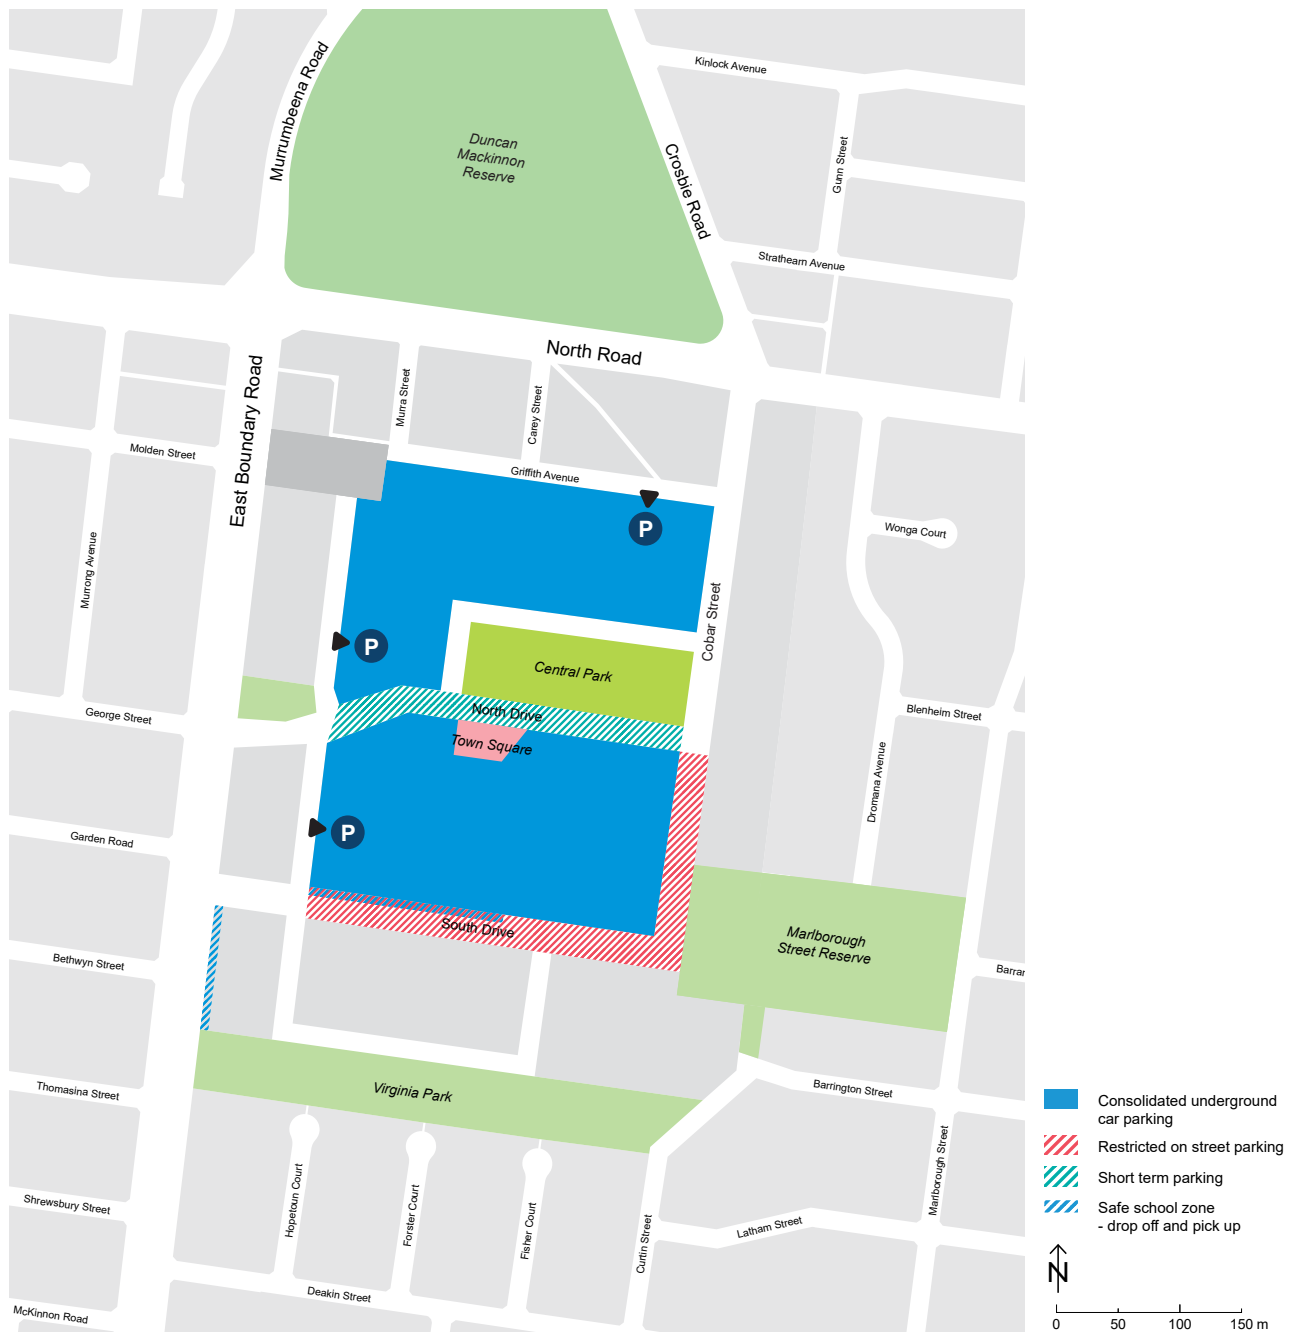 Murrumbeena Road
Duncan
Mackinnon
Reserve
Kinlock Avenue
Crosbie Road
Gunn Street
Strathearn Avenue
North Road
East Boundary Road
Murra Street
Carey Street
Molden Street
Griffith Avenue
P
Wonga Court
Murrong Avenue
Cobar Street
P
Central Park
North Drive
Town Square
George Street
Blenheim Street
Dromana Avenue
P
Garden Road
South Drive
Marlborough
Street Reserve
Bethwyn Street
Barrar
Thomasina Street
Virginia Park
Barrington Street
Marlborough Street
Hopetoun Court
Forster Court
Fisher Court
Curtin Street
Latham Street
Shrewsbury Street
Deakin Street
McKinnon Road
Consolidated underground
car parking
Restricted on street parking
Short term parking
Safe school zone
- drop off and pick up
N
0 50 100 150 m